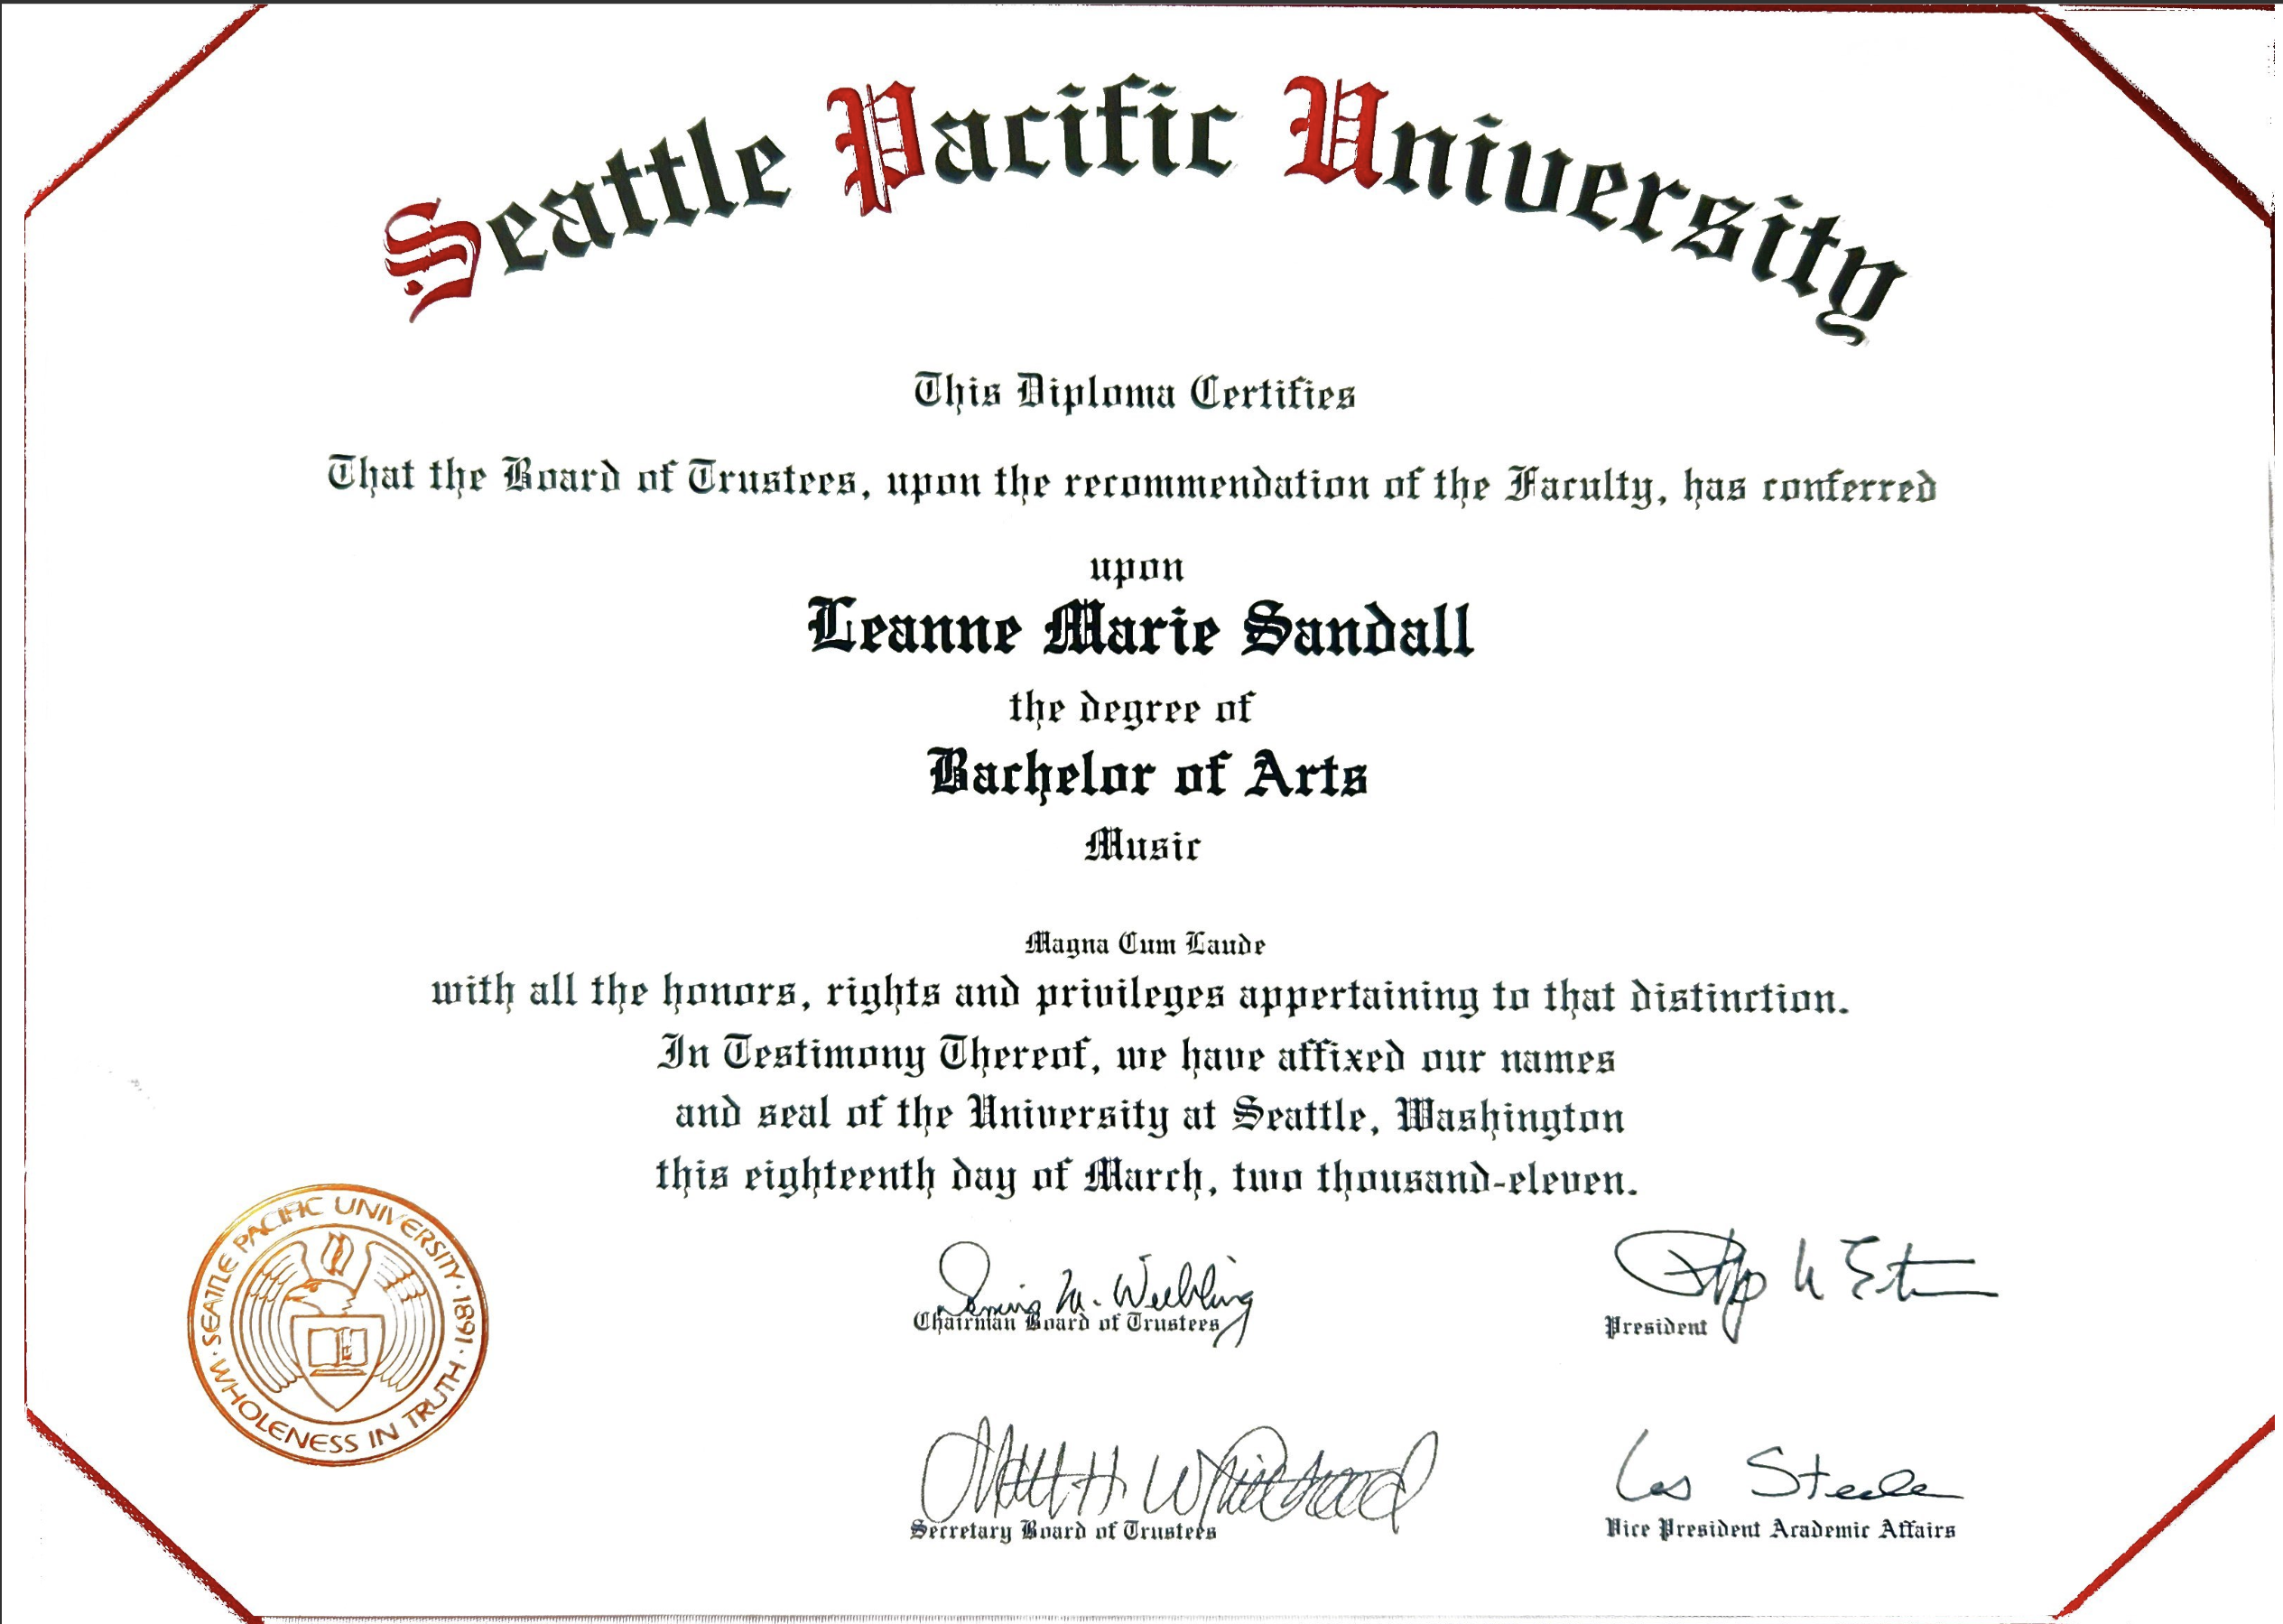 Seattle Pacific University
This Diploma Certifies
That the Board of Trustees, upon the recommendation of the Faculty, has conferred
upon
Leanne Marie Sandall
the degree of
Bachelor of Arts
Music
Magna Cum Laude
with all the honors, rights and privileges appertaining to that distinction.
In Testimony Thereof, we have affixed our names
and seal of the University at Seattle, Washington
this eighteenth day of March, two thousand-eleven.
SEATTLE PACIFIC UNIVERSITY · 1891 ·
WHOLENESS IN TRUTH
M.
Chairman Board of Trustees
President
Matt H. Whitehead
Secretary Board of Trustees
Les Steele
Vice President Academic Affairs